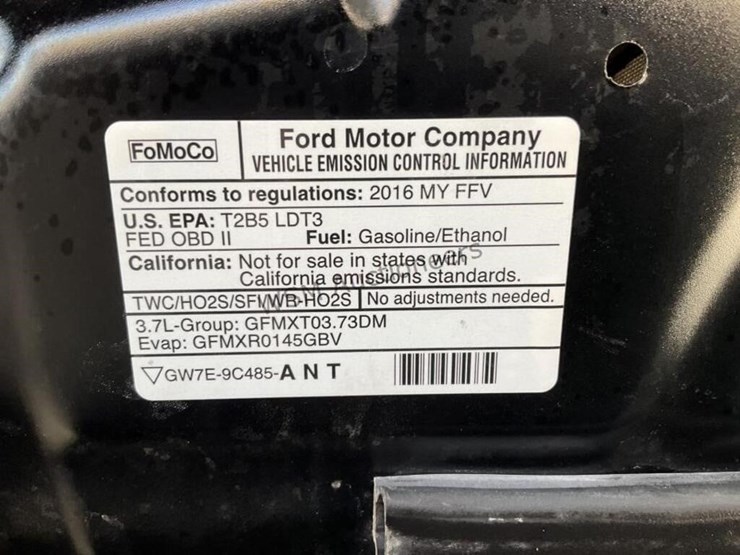 FoMoCo
Ford Motor Company
VEHICLE EMISSION CONTROL INFORMATION
Conforms to regulations: 2016 MY FFV
U.S. EPA: T2B5 LDT3
FED OBD II Fuel: Gasoline/Ethanol
California: Not for sale in states with
California emissions standards.
TWC/HO2S/SFI/WR-HO2S No adjustments needed.
3.7L-Group: GFMXT03.73DM
Evap: GFMXR0145GBV
▽GW7E-9C485-A N T